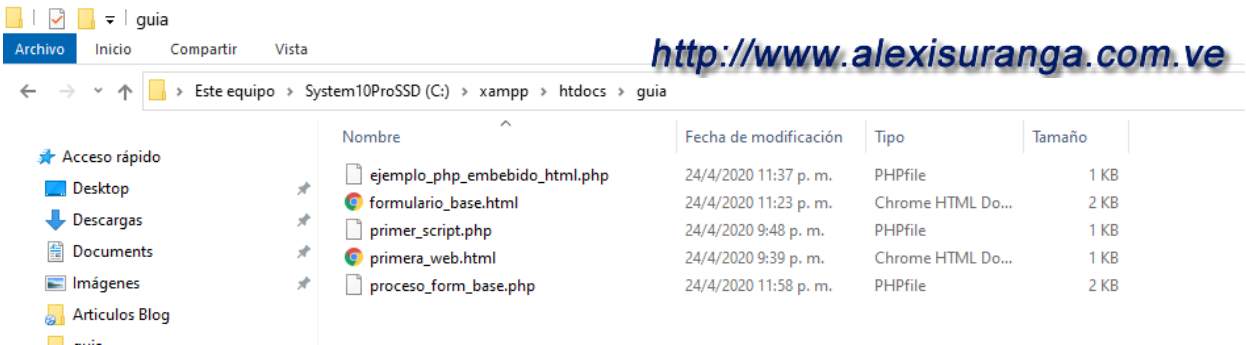 guia
Archivo Inicio Compartir Vista
http://www.alexisuranga.com.ve
Este equipo > System10ProSSD (C:) > xampp > htdocs > guia
Nombre Fecha de modificación Tipo Tamaño
Acceso rápido
Desktop
Descargas
Documents
Imágenes
Articulos Blog
guia
ejemplo_php_embebido_html.php 24/4/2020 11:37 p. m. PHPfile 1 KB
formulario_base.html 24/4/2020 11:23 p. m. Chrome HTML Do... 2 KB
primer_script.php 24/4/2020 9:48 p. m. PHPfile 1 KB
primera_web.html 24/4/2020 9:39 p. m. Chrome HTML Do... 1 KB
proceso_form_base.php 24/4/2020 11:58 p. m. PHPfile 2 KB